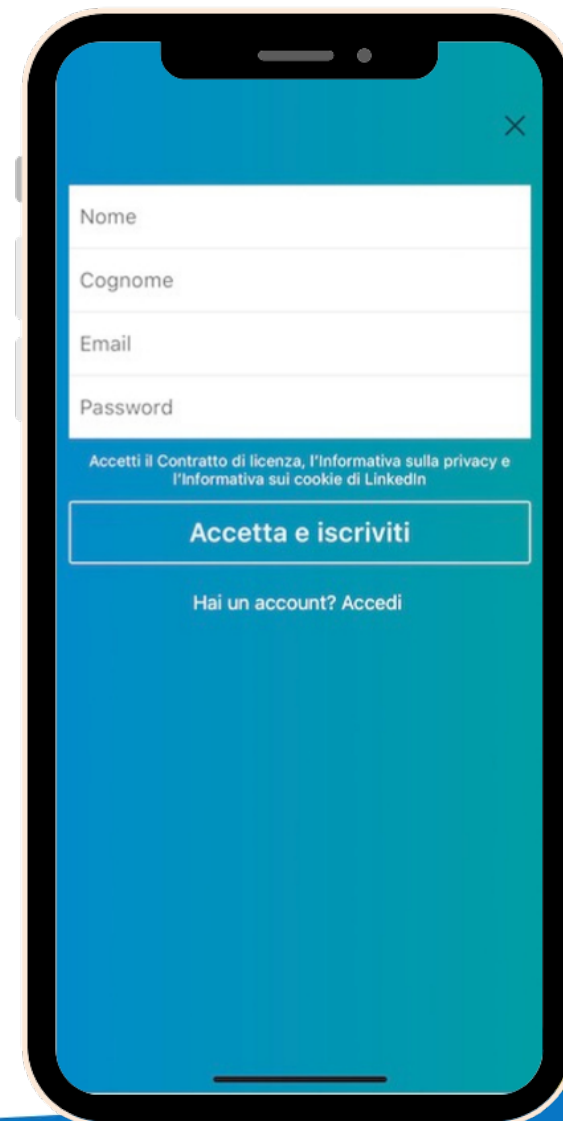 Nome
Cognome
Email
Password
Accetti il Contratto di licenza, l'Informativa sulla privacy e
l'Informativa sui cookie di LinkedIn
Accetta e iscriviti
Hai un account? Accedi